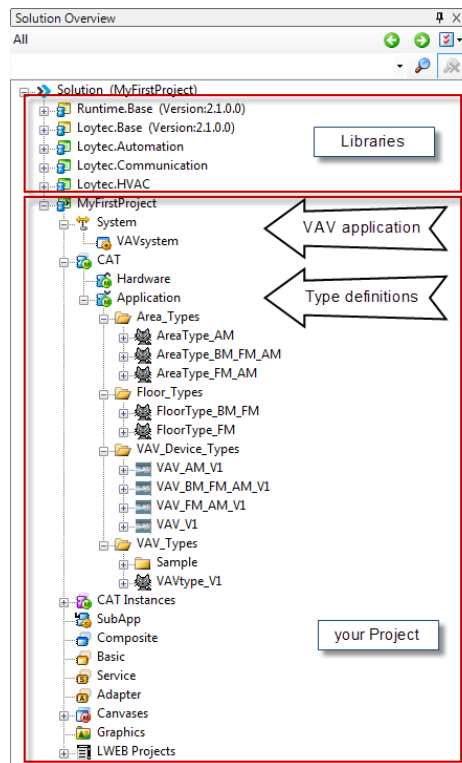 Solution Overview
All
Solution (MyFirstProject)
Runtime.Base (Version:2.1.0.0)
Loytec.Base (Version:2.1.0.0)
Loytec.Automation
Loytec.Communication
Loytec.HVAC
Libraries
MyFirstProject
System
VAVsystem
VAV application
CAT
Hardware
Application
Type definitions
Area_Types
AreaType_AM
AreaType_BM_FM_AM
AreaType_FM_AM
Floor_Types
FloorType_BM_FM
FloorType_FM
VAV_Device_Types
VAV_AM_V1
VAV_BM_FM_AM_V1
VAV_FM_AM_V1
VAV_V1
VAV_Types
Sample
VAVtype_V1
CAT Instances
SubApp
Composite
your Project
Basic
Service
Adapter
Canvases
Graphics
LWEB Projects